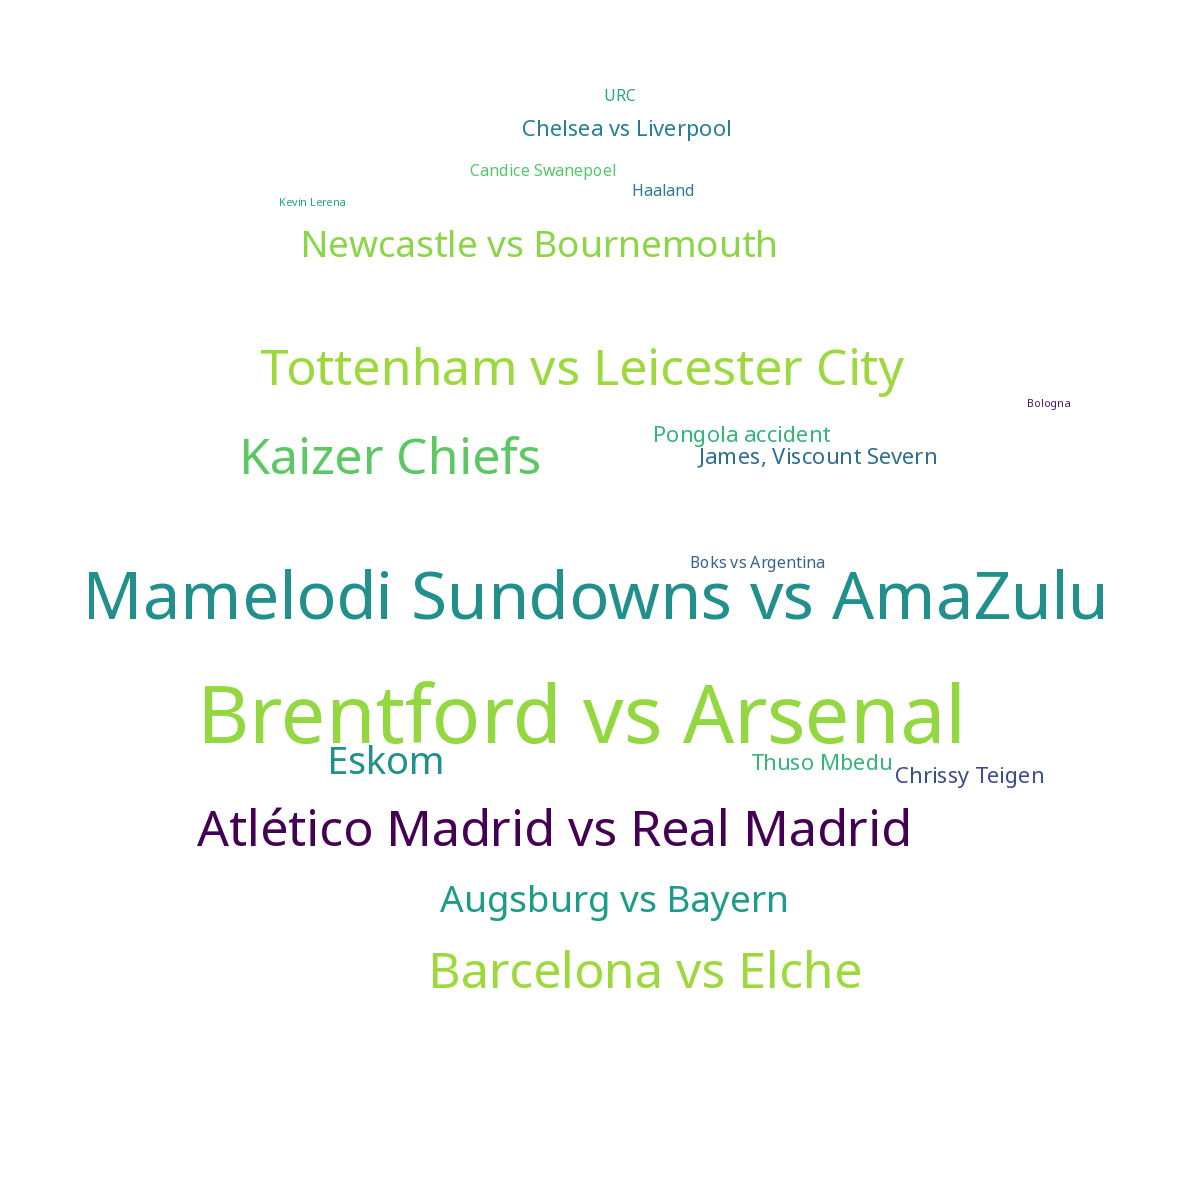 URC
Chelsea vs Liverpool
Candice Swanepoel
Haaland
Kevin Lerena
Newcastle vs Bournemouth
Tottenham vs Leicester City
Bologna
Pongola accident
Kaizer Chiefs
James, Viscount Severn
Boks vs Argentina
Mamelodi Sundowns vs AmaZulu
Brentford vs Arsenal
Eskom
Thuso Mbedu
Chrissy Teigen
Atlético Madrid vs Real Madrid
Augsburg vs Bayern
Barcelona vs Elche